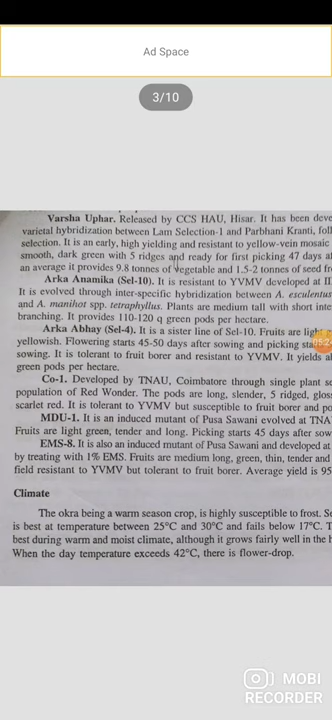 Ad Space
3/10
Varsha Uphar. Released by CCS HAU, Hisar. It has been deve
varietal hybridization between Lam Selection-1 and Parbhani Kranti, foll
selection. It is an early, high yielding and resistant to yellow-vein mosaic
smooth, dark green with 5 ridges and ready for first picking 47 days a
an average it provides 9.8 tonnes of vegetable and 1.5-2 tonnes of seed fr
Arka Anamika (Sel-10). It is resistant to YVMV developed at II
It is evolved through inter-specific hybridization between A. esculentus
and A. manihot spp. tetraphyllus. Plants are medium tall with short inte
branching. It provides 110-120 q green pods per hectare.
Arka Abhay (Sel-4). It is a sister line of Sel-10. Fruits are light
yellowish. Flowering starts 45-50 days after sowing and picking
sowing. It is tolerant to fruit borer and resistant to YVMV. It yields a
green pods per hectare.
Co-1. Developed by TNAU, Coimbatore through single plant se
population of Red Wonder. The pods are long, slender, 5 ridged, glos
scarlet red. It is tolerant to YVMV but susceptible to fruit borer and po
MDU-1. It is an induced mutant of Pusa Sawani evolved at TNA
Fruits are light green, tender and long. Picking starts 45 days after sow
EMS-8. It is also an induced mutant of Pusa Sawani and developed at
by treating with 1% EMS. Fruits are medium long, green, thin, tender and
field resistant to YVMV but tolerant to fruit borer. Average yield is 95
Climate
The okra being a warm season crop, is highly susceptible to frost. Se
is best at temperature between 25°C and 30°C and fails below 17°C. T
best during warm and moist climate, although it grows fairly well in the h
When the day temperature exceeds 42°C, there is flower-drop.
MOBI
RECORDER